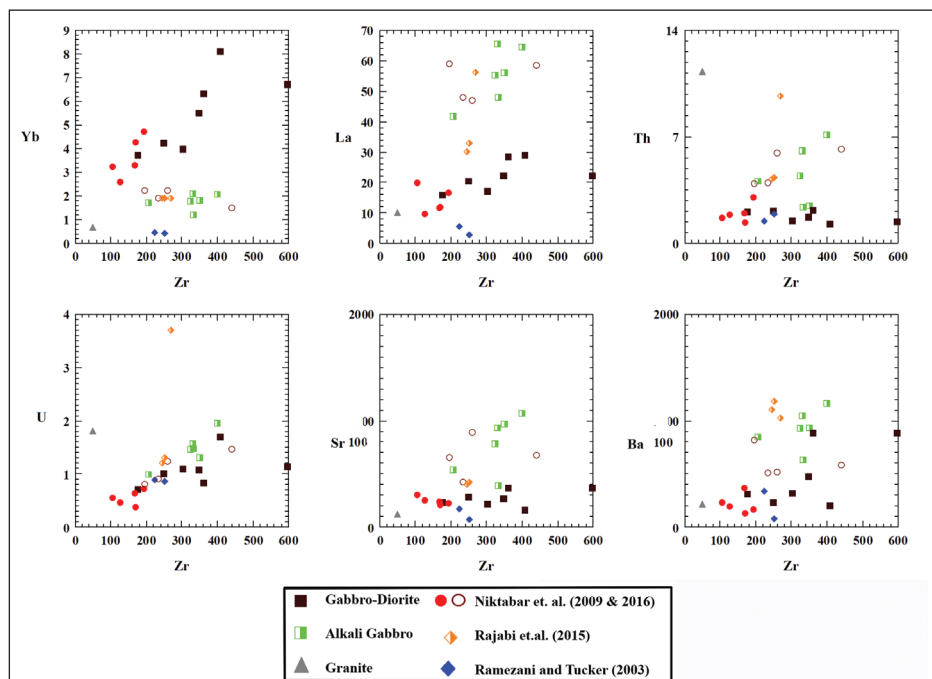 9
8
7
6
5
4
3
2
1
0
Yb
0 100 200 300 400 500 600
Zr
70
60
50
40
30
20
10
0
La
0 100 200 300 400 500 600
Zr
14
7
0
Th
0 100 200 300 400 500 600
Zr
4
3
2
1
0
U
0 100 200 300 400 500 600
Zr
2000
0
Sr
0 100 200 300 400 500 600
Zr
2000
100
0
Ba
0 100 200 300 400 500 600
Zr
Gabbro-Diorite
Alkali Gabbro
Granite
Niktabar et. al. (2009 & 2016)
Rajabi et.al. (2015)
Ramezani and Tucker (2003)